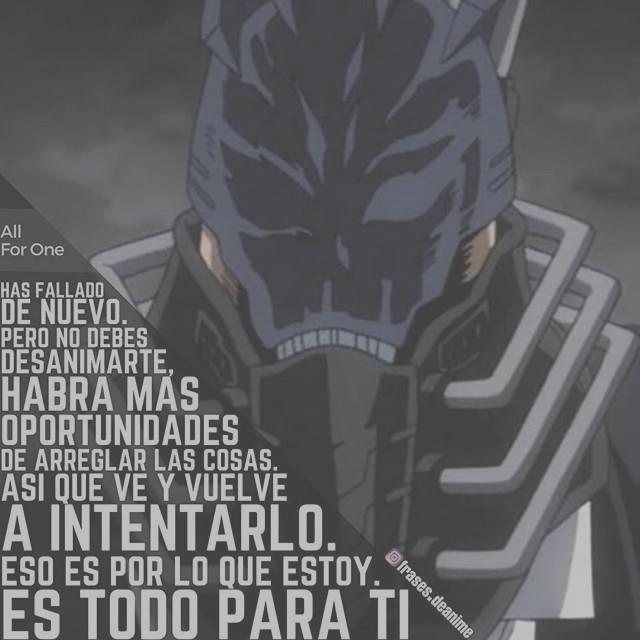 All
For One
HAS FALLADO
DE NUEVO.
PERO NO DEBES
DESANIMARTE,
HABRA MAS
OPORTUNIDADES
DE ARREGLAR LAS COSAS.
ASI QUE VE Y VUELVE
A INTENTARLO.
ESO ES POR LO QUE ESTOY.
ES TODO PARA TI
frases.deanime